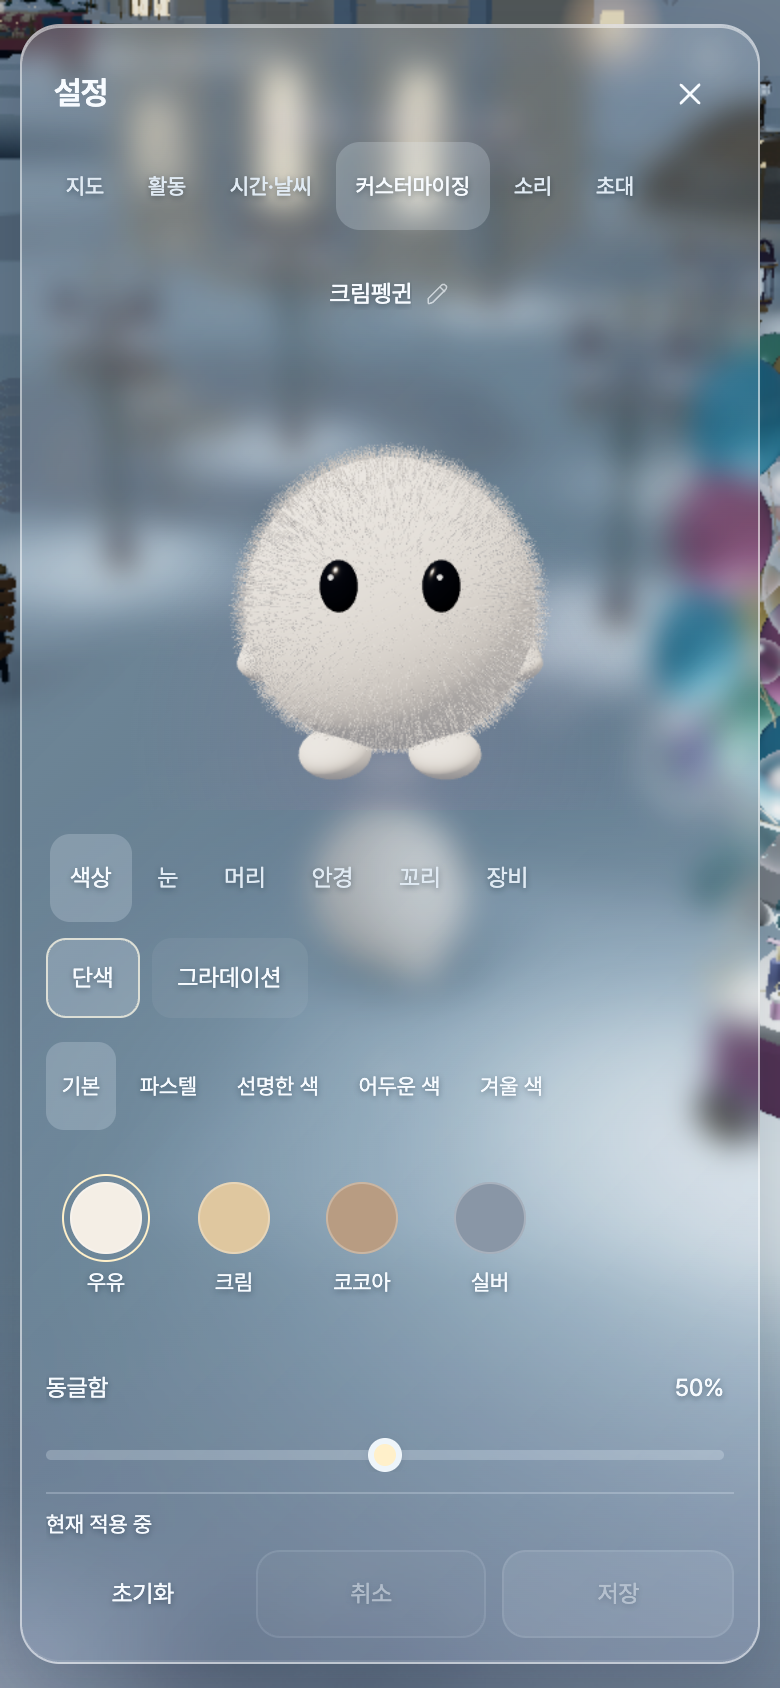 설정
지도 활동 시간·날씨 커스터마이징 소리 초대
크림펭귄
색상 눈 머리 안경 꼬리 장비
단색 그라데이션
기본 파스텔 선명한 색 어두운 색 겨울 색
우유 크림 코코아 실버
동글함 50%
현재 적용 중
초기화 취소 저장